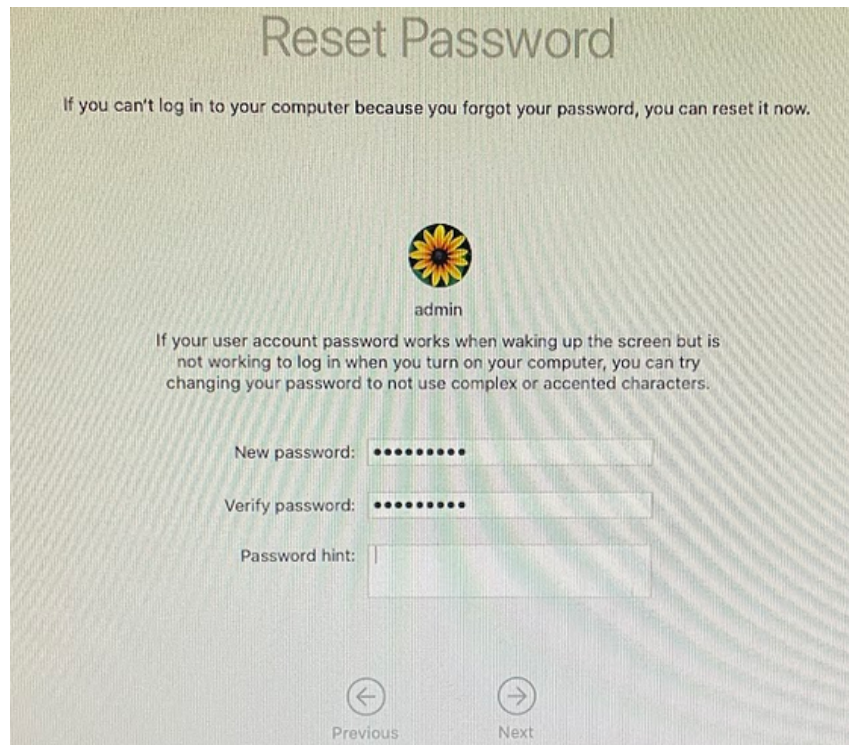 Reset Password
If you can't log in to your computer because you forgot your password, you can reset it now.
admin
If your user account password works when waking up the screen but is
not working to log in when you turn on your computer, you can try
changing your password to not use complex or accented characters.
New password: •••••••••
Verify password: •••••••••
Password hint:
Previous Next